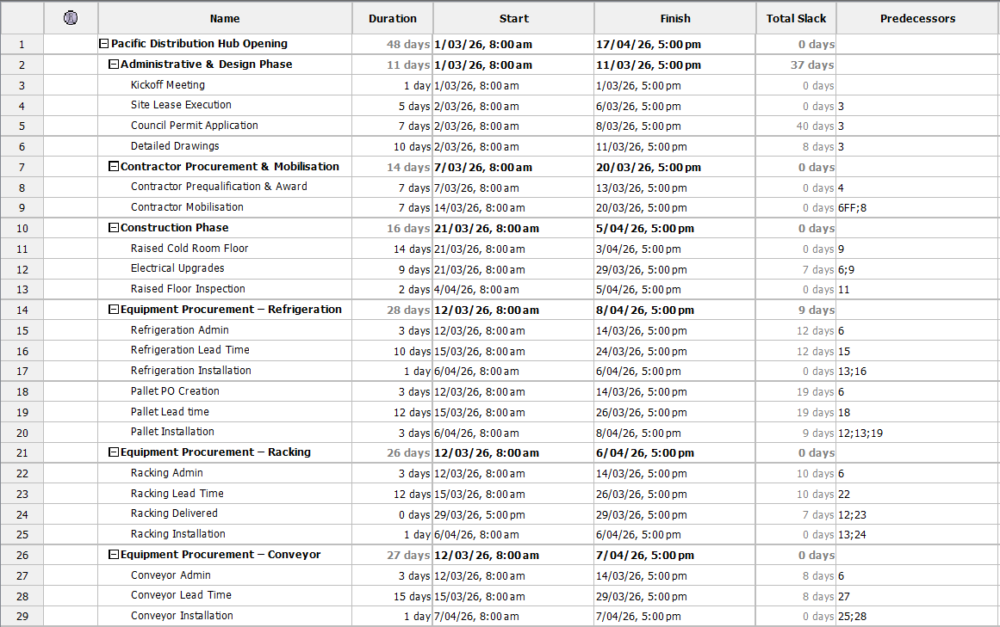 Name Duration Start Finish Total Slack Predecessors
1 Pacific Distribution Hub Opening 48 days 1/03/26, 8:00 am 17/04/26, 5:00 pm 0 days
2 Administrative & Design Phase 11 days 1/03/26, 8:00 am 11/03/26, 5:00 pm 37 days
3 Kickoff Meeting 1 day 1/03/26, 8:00 am 1/03/26, 5:00 pm 0 days
4 Site Lease Execution 5 days 2/03/26, 8:00 am 6/03/26, 5:00 pm 0 days 3
5 Council Permit Application 7 days 2/03/26, 8:00 am 8/03/26, 5:00 pm 40 days 3
6 Detailed Drawings 10 days 2/03/26, 8:00 am 11/03/26, 5:00 pm 8 days 3
7 Contractor Procurement & Mobilisation 14 days 7/03/26, 8:00 am 20/03/26, 5:00 pm 0 days
8 Contractor Prequalification & Award 7 days 7/03/26, 8:00 am 13/03/26, 5:00 pm 0 days 4
9 Contractor Mobilisation 7 days 14/03/26, 8:00 am 20/03/26, 5:00 pm 0 days 6FF;8
10 Construction Phase 16 days 21/03/26, 8:00 am 5/04/26, 5:00 pm 0 days
11 Raised Cold Room Floor 14 days 21/03/26, 8:00 am 3/04/26, 5:00 pm 0 days 9
12 Electrical Upgrades 9 days 21/03/26, 8:00 am 29/03/26, 5:00 pm 7 days 6;9
13 Raised Floor Inspection 2 days 4/04/26, 8:00 am 5/04/26, 5:00 pm 0 days 11
14 Equipment Procurement – Refrigeration 28 days 12/03/26, 8:00 am 8/04/26, 5:00 pm 9 days
15 Refrigeration Admin 3 days 12/03/26, 8:00 am 14/03/26, 5:00 pm 12 days 6
16 Refrigeration Lead Time 10 days 15/03/26, 8:00 am 24/03/26, 5:00 pm 12 days 15
17 Refrigeration Installation 1 day 6/04/26, 8:00 am 6/04/26, 5:00 pm 0 days 13;16
18 Pallet PO Creation 3 days 12/03/26, 8:00 am 14/03/26, 5:00 pm 19 days 6
19 Pallet Lead time 12 days 15/03/26, 8:00 am 26/03/26, 5:00 pm 19 days 18
20 Pallet Installation 3 days 6/04/26, 8:00 am 8/04/26, 5:00 pm 9 days 12;13;19
21 Equipment Procurement – Racking 26 days 12/03/26, 8:00 am 6/04/26, 5:00 pm 0 days
22 Racking Admin 3 days 12/03/26, 8:00 am 14/03/26, 5:00 pm 10 days 6
23 Racking Lead Time 12 days 15/03/26, 8:00 am 26/03/26, 5:00 pm 10 days 22
24 Racking Delivered 0 days 29/03/26, 5:00 pm 29/03/26, 5:00 pm 7 days 12;23
25 Racking Installation 1 day 6/04/26, 8:00 am 6/04/26, 5:00 pm 0 days 13;24
26 Equipment Procurement – Conveyor 27 days 12/03/26, 8:00 am 7/04/26, 5:00 pm 0 days
27 Conveyor Admin 3 days 12/03/26, 8:00 am 14/03/26, 5:00 pm 8 days 6
28 Conveyor Lead Time 15 days 15/03/26, 8:00 am 29/03/26, 5:00 pm 8 days 27
29 Conveyor Installation 1 day 7/04/26, 8:00 am 7/04/26, 5:00 pm 0 days 25;28